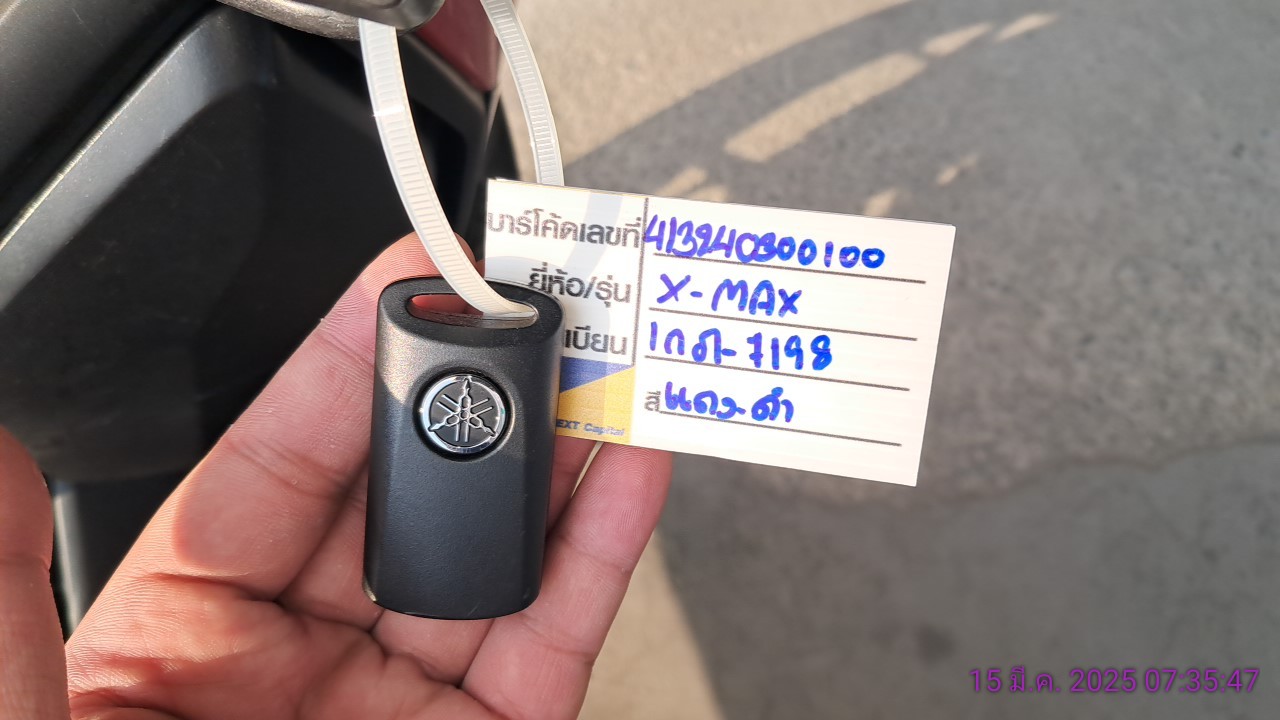 บาร์โค้ดเลขที่ 413240300100
ยี่ห้อ/รุ่น X-MAX
เบียน 1กต-7198
สี แดง-ดำ
EXT Capital
15 มี.ค. 2025 07:35:47